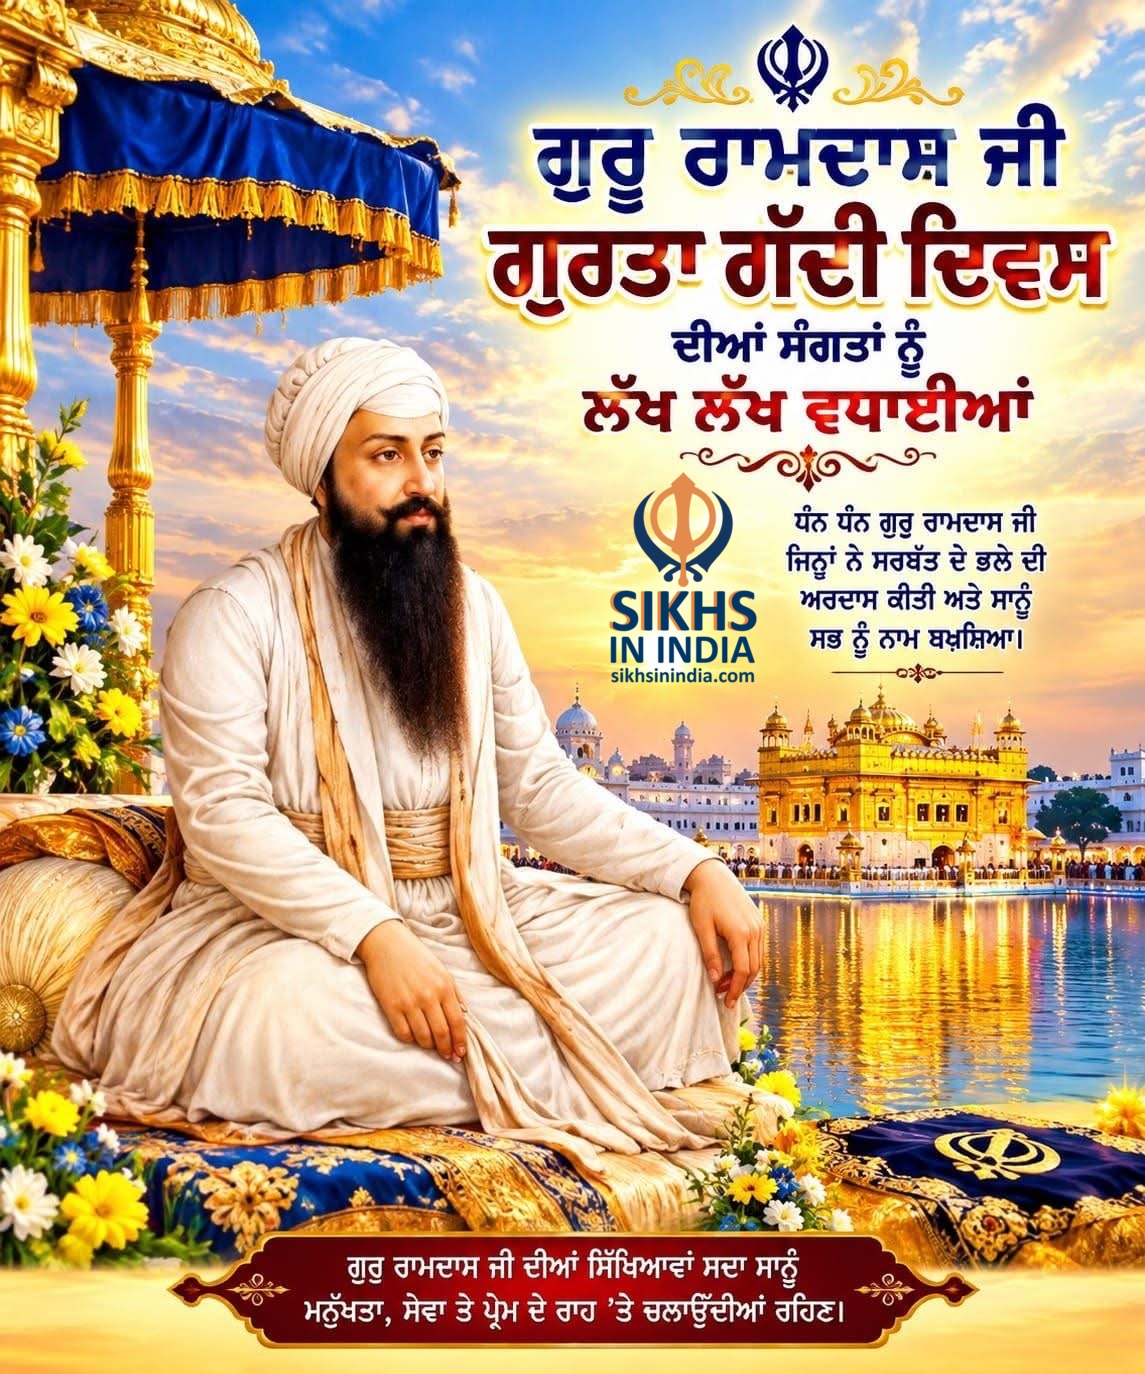 ਗੁਰੂ ਰਾਮਦਾਸ ਜੀ
ਗੁਰਤਾ ਗੱਦੀ ਦਿਵਸ
ਦੀਆਂ ਸੰਗਤਾਂ ਨੂੰ
ਲੱਖ ਲੱਖ ਵਧਾਈਆਂ
ਧੰਨ ਧੰਨ ਗੁਰੂ ਰਾਮਦਾਸ ਜੀ
ਜਿਨ੍ਹਾਂ ਨੇ ਸਰਬੱਤ ਦੇ ਭਲੇ ਦੀ
ਅਰਦਾਸ ਕੀਤੀ ਅਤੇ ਸਾਨੂੰ
ਸਭ ਨੂੰ ਨਾਮ ਬਖ਼ਸ਼ਿਆ।
SIKHS
IN INDIA
sikhsinindia.com
ਗੁਰੂ ਰਾਮਦਾਸ ਜੀ ਦੀਆਂ ਸਿੱਖਿਆਵਾਂ ਸਦਾ ਸਾਨੂੰ
ਮਨੁੱਖਤਾ, ਸੇਵਾ ਤੇ ਪ੍ਰੇਮ ਦੇ ਰਾਹ 'ਤੇ ਚਲਾਉਂਦੀਆਂ ਰਹਿਣ।